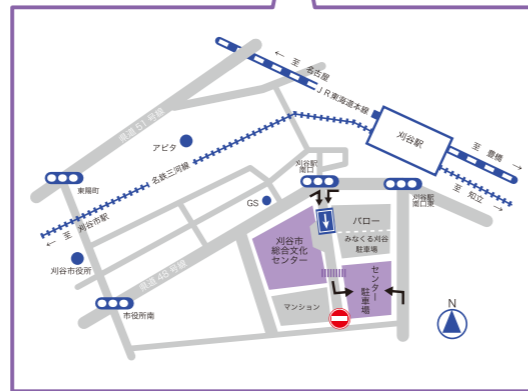 ← 至 名古屋
JR東海道本線
県道51号線
アピタ
刈谷駅
至 豊橋 →
名鉄三河線
刈谷駅
南口
東陽町
刈谷駅
南口東
至 知立 →
GS
← 至 刈谷市駅
バロー
みなくる刈谷
駐車場
刈谷市
総合文化
センター
刈谷市役所
県道48号線
センター
駐車場
市役所南
マンション
N